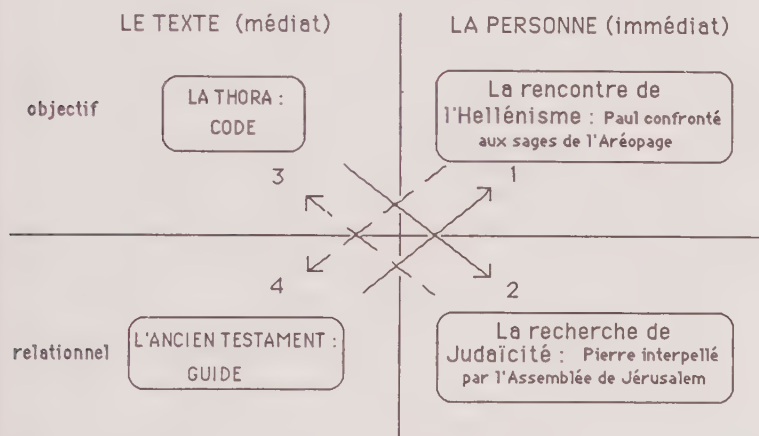 LE TEXTE (médiat)
LA PERSONNE (immédiat)
objectif
LA THORA :
CODE
La rencontre de
l'Hellénisme : Paul confronté
aux sages de l'Aréopage
3
1
4
2
relationnel
L'ANCIEN TESTAMENT :
GUIDE
La recherche de
Judaïcité : Pierre interpellé
par l'Assemblée de Jérusalem